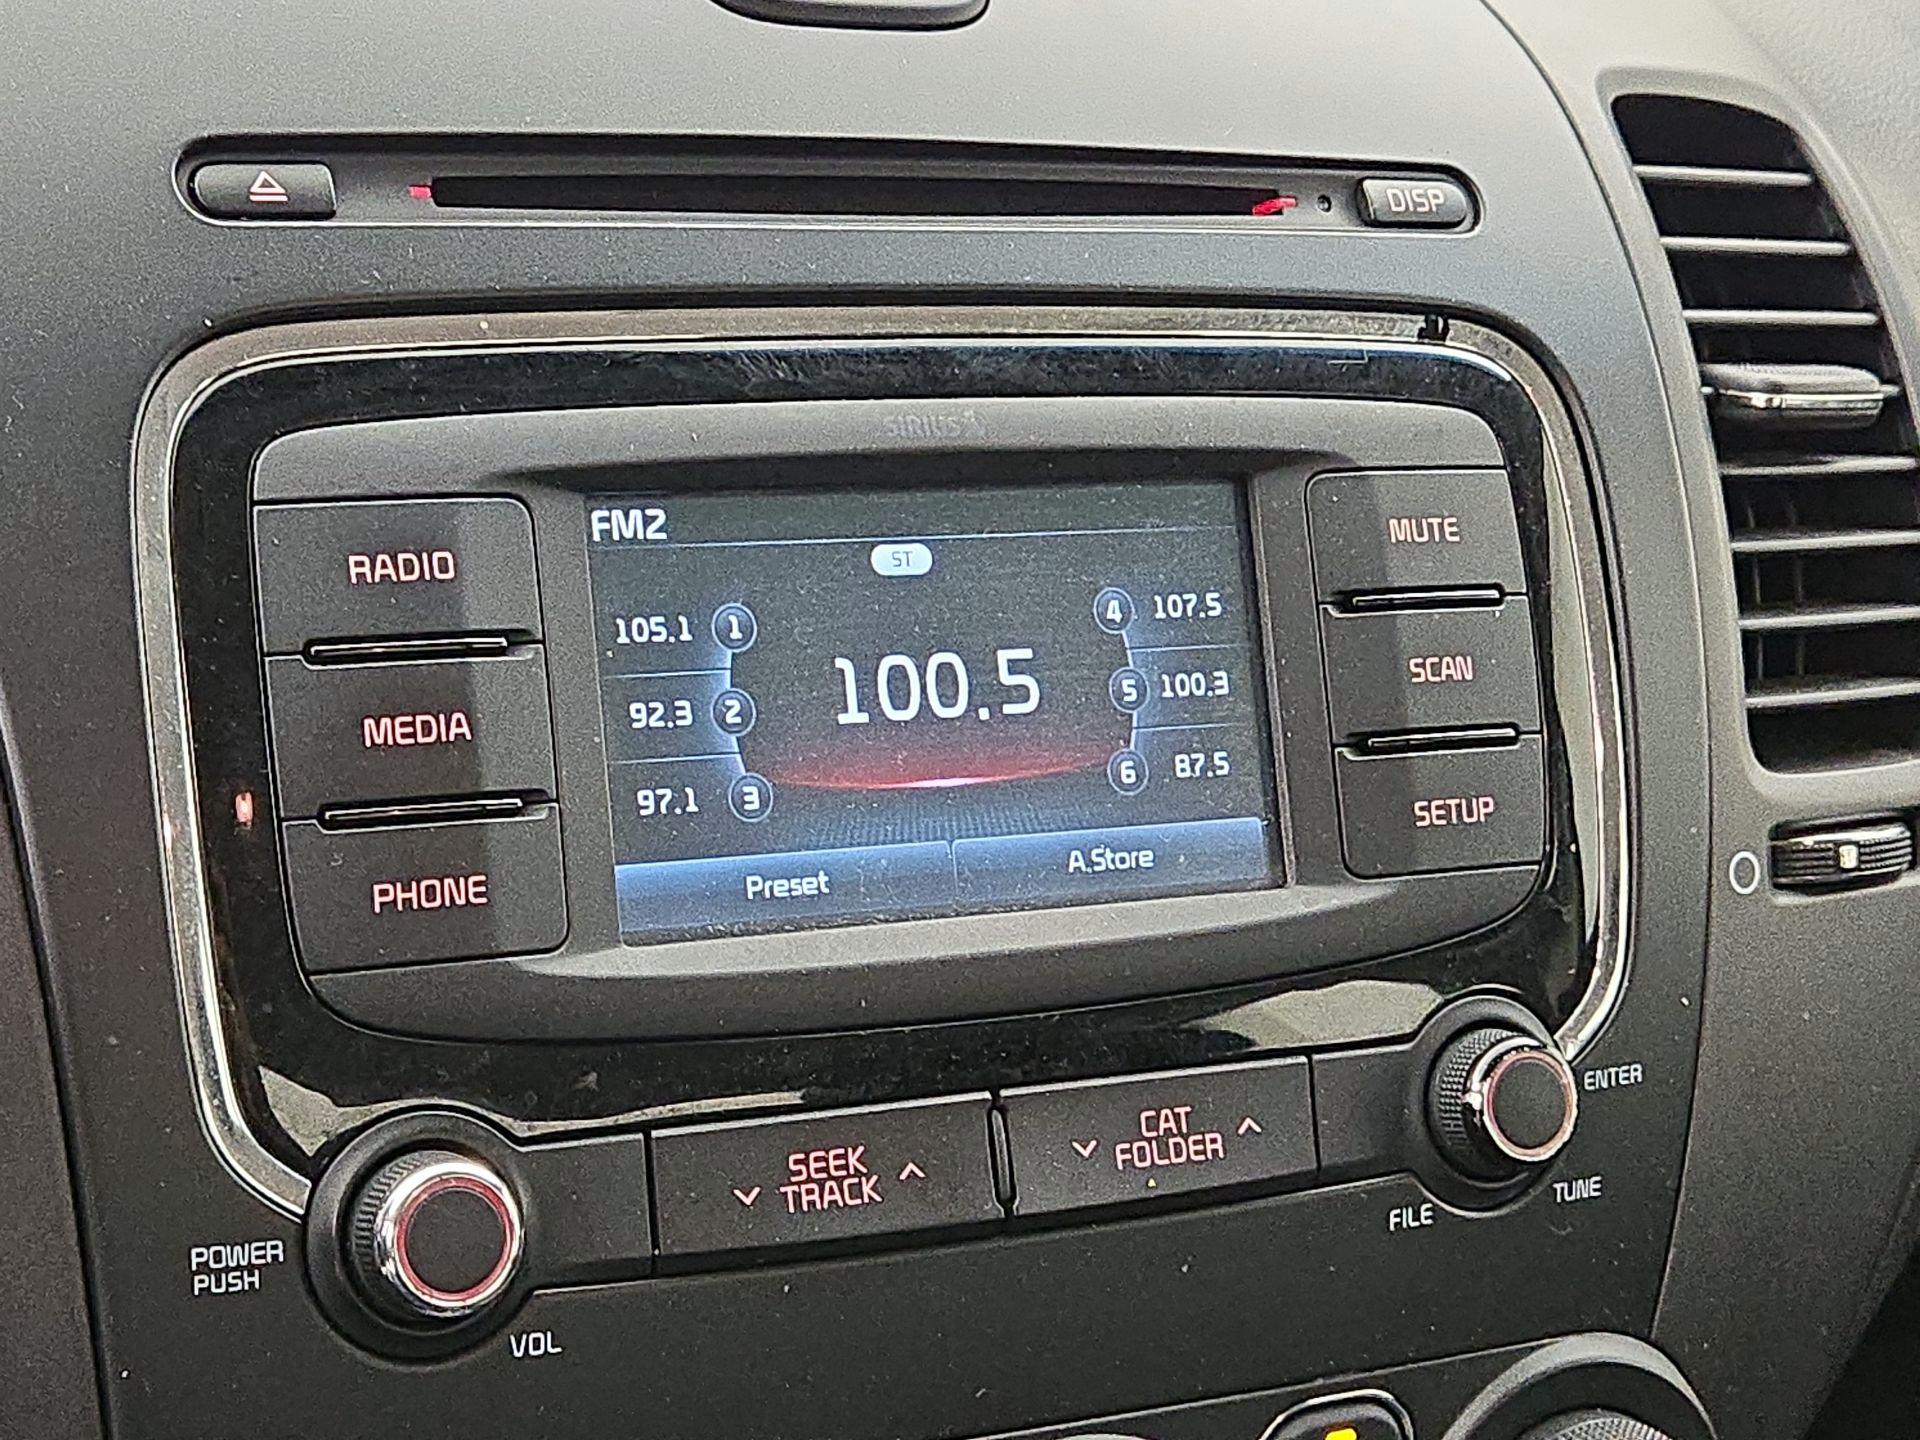 DISP
SIRIUS
RADIO
MEDIA
PHONE
FM2
ST
105.1 1
92.3 2
97.1 3
100.5
4 107.5
5 100.3
6 87.5
Preset
A.Store
MUTE
SCAN
SETUP
POWER
PUSH
VOL
SEEK
TRACK
CAT
FOLDER
FILE
TUNE
ENTER